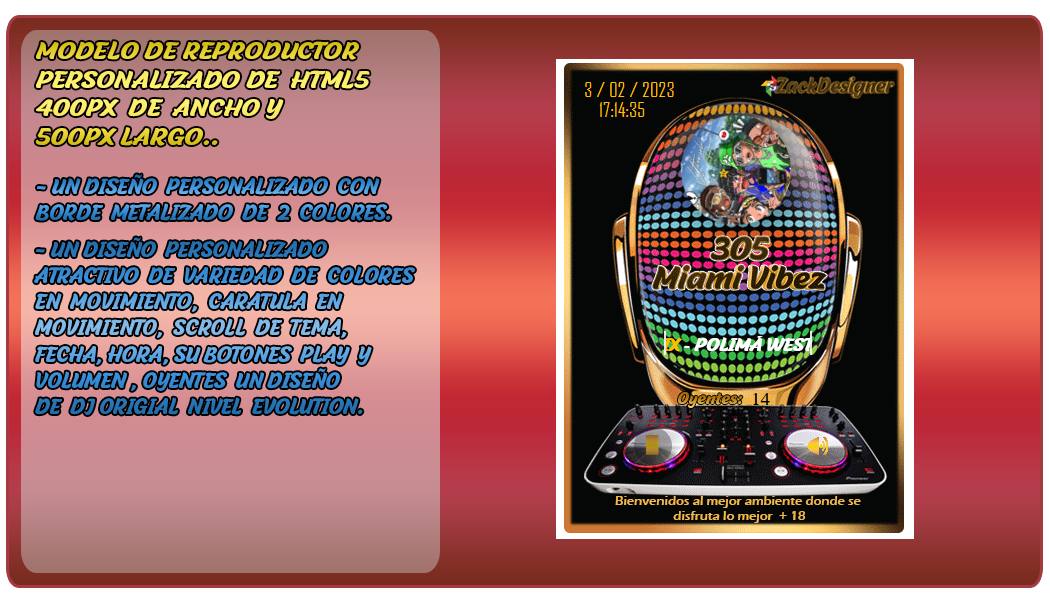 MODELO DE REPRODUCTOR
PERSONALIZADO DE HTML5
400PX DE ANCHO Y
500PX LARGO..
- UN DISEÑO PERSONALIZADO CON
BORDE METALIZADO DE 2 COLORES.
- UN DISEÑO PERSONALIZADO
ATRACTIVO DE VARIEDAD DE COLORES
EN MOVIMIENTO, CARATULA EN
MOVIMIENTO, SCROLL DE TEMA,
FECHA, HORA, SU BOTONES PLAY Y
VOLUMEN , OYENTES UN DISEÑO
DE DJ ORIGIAL NIVEL EVOLUTION.
3 / 02 / 2023
17:14:35
ZackDesigner
305
Miami Vibez
IX - POLIMÁ WEST
Oyentes: 14
Bienvenidos al mejor ambiente donde se
disfruta lo mejor + 18